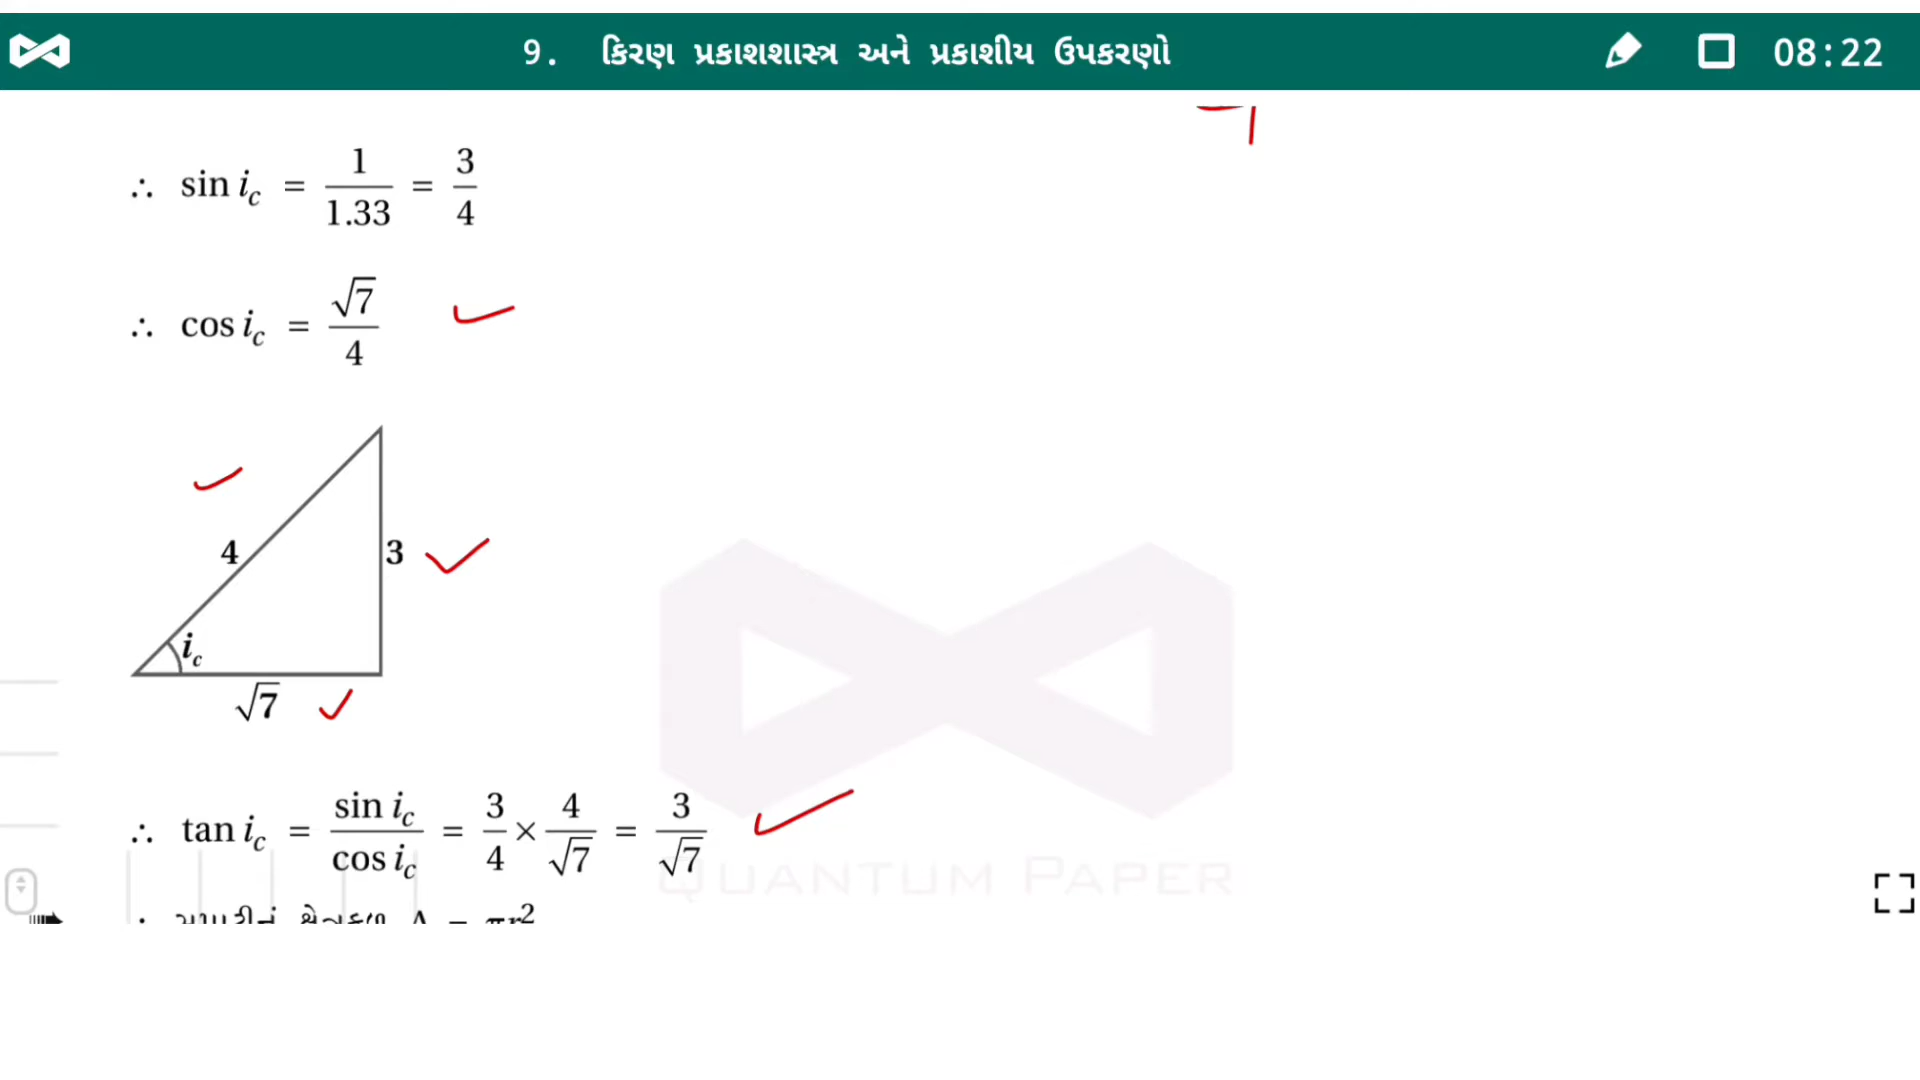 9. કિરણ પ્રકાશશાસ્ત્ર અને પ્રકાશીય ઉપકરણો 08:22
∴ sin i_c = 1/1.33 = 3/4
∴ cos i_c = √7/4
4
3
i_c
√7
∴ tan i_c = sin i_c/cos i_c = 3/4 × 4/√7 = 3/√7
QUANTUM PAPER
A = πr²